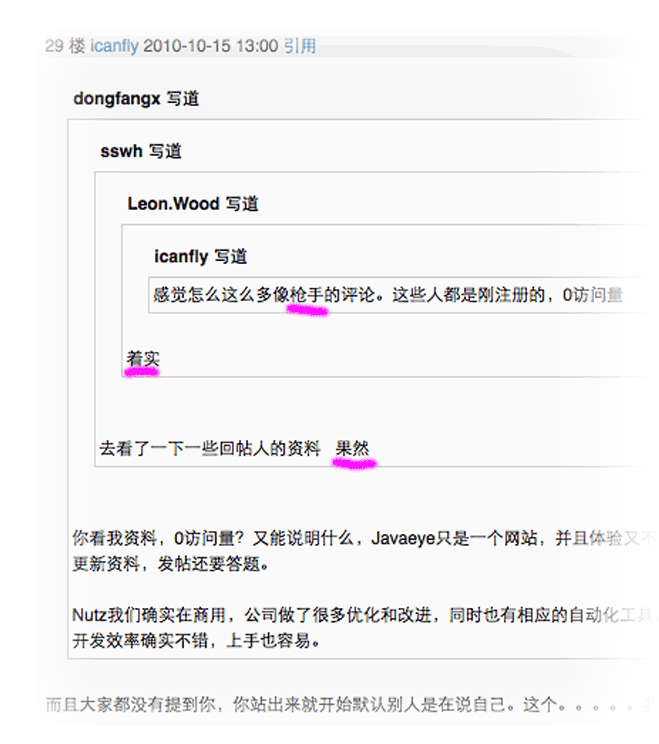 29 楼 icanfly 2010-10-15 13:00 引用
dongfangx 写道
sswh 写道
Leon.Wood 写道
icanfly 写道
感觉怎么这么多像枪手的评论。这些人都是刚注册的，0访问量
着实
去看了一下一些回帖人的资料 果然
你看我资料，0访问量？又能说明什么，Javaeye只是一个网站，并且体验又不
更新资料，发帖还要答题。
Nutz我们确实在商用，公司做了很多优化和改进，同时也有相应的自动化工具，
开发效率确实不错，上手也容易。
而且大家都没有提到你，你站出来就开始默认别人是在说自己。这个。。。。。